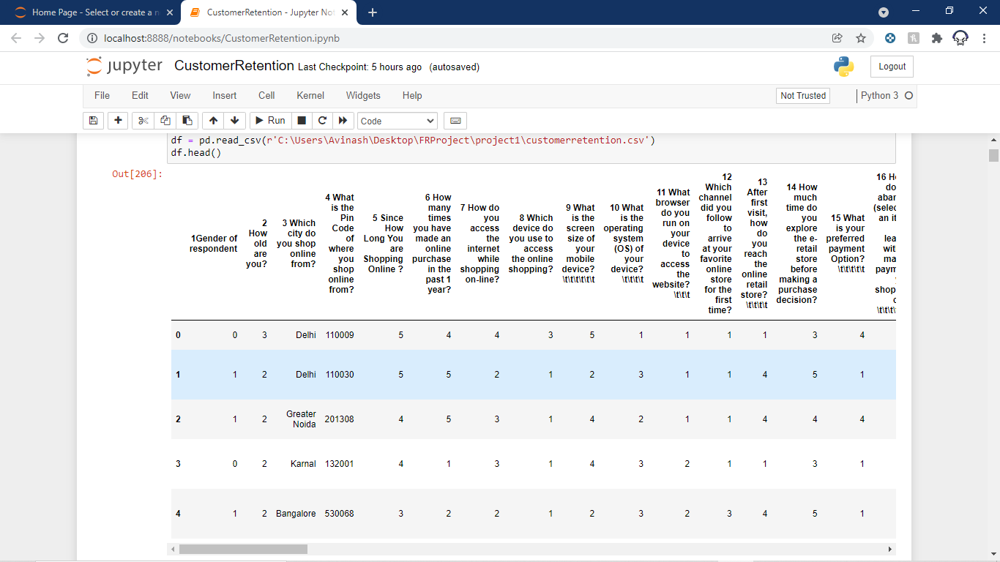 Home Page - Select or create a n
CustomerRetention - Jupyter Not
localhost:8888/notebooks/CustomerRetention.ipynb
jupyter CustomerRetention Last Checkpoint: 5 hours ago (autosaved)
Logout
File Edit View Insert Cell Kernel Widgets Help
Not Trusted
Python 3
Run
Code
df = pd.read_csv(r'C:\Users\Avinash\Desktop\FRProject\project1\customerretention.csv')
df.head()
Out[206]:
1Gender of
respondent
2
How
old
are
you?
3 Which
city do
you shop
online
from?
4 What
is the
Pin
Code
of
where
you
shop
online
from?
5 Since
How
Long You
are
Shopping
Online ?
6 How
many
times
you have
made an
online
purchase
in the
past 1
year?
7 How do
you
access
the
internet
while
shopping
on-line?
8 Which
device do
you use to
access
the online
shopping?
9 What
is the
screen
size of
your
mobile
device?
\t\t\t\t\t\t
10 What
is the
operating
system
(OS) of
your
device?
\t\t\t\t
11 What
browser
do you
run on
your
device
to
access
the
website?
\t\t\t
12
Which
channel
did you
follow
to
arrive
at your
favorite
online
store
for the
first
time?
13
After
first
visit,
how
do
you
reach
the
online
retail
store?
\t\t\t\t
14 How
much
time do
you
explore
the e-
retail
store
before
making a
purchase
decision?
15 What
is your
preferred
payment
Option?
\t\t\t\t\t
16 H
do
aban
(selec
an it
lea
with
ma
paym
shop
\t\t\t\t
0 0 3 Delhi 110009 5 4 4 3 5 1 1 1 1 3 4
1 1 2 Delhi 110030 5 5 2 1 2 3 1 1 4 5 1
2 1 2 Greater
Noida 201308 4 5 3 1 4 2 1 1 4 4 4
3 0 2 Karnal 132001 4 1 3 1 4 3 2 1 1 3 1
4 1 2 Bangalore 530068 3 2 2 1 2 3 2 3 4 5 1